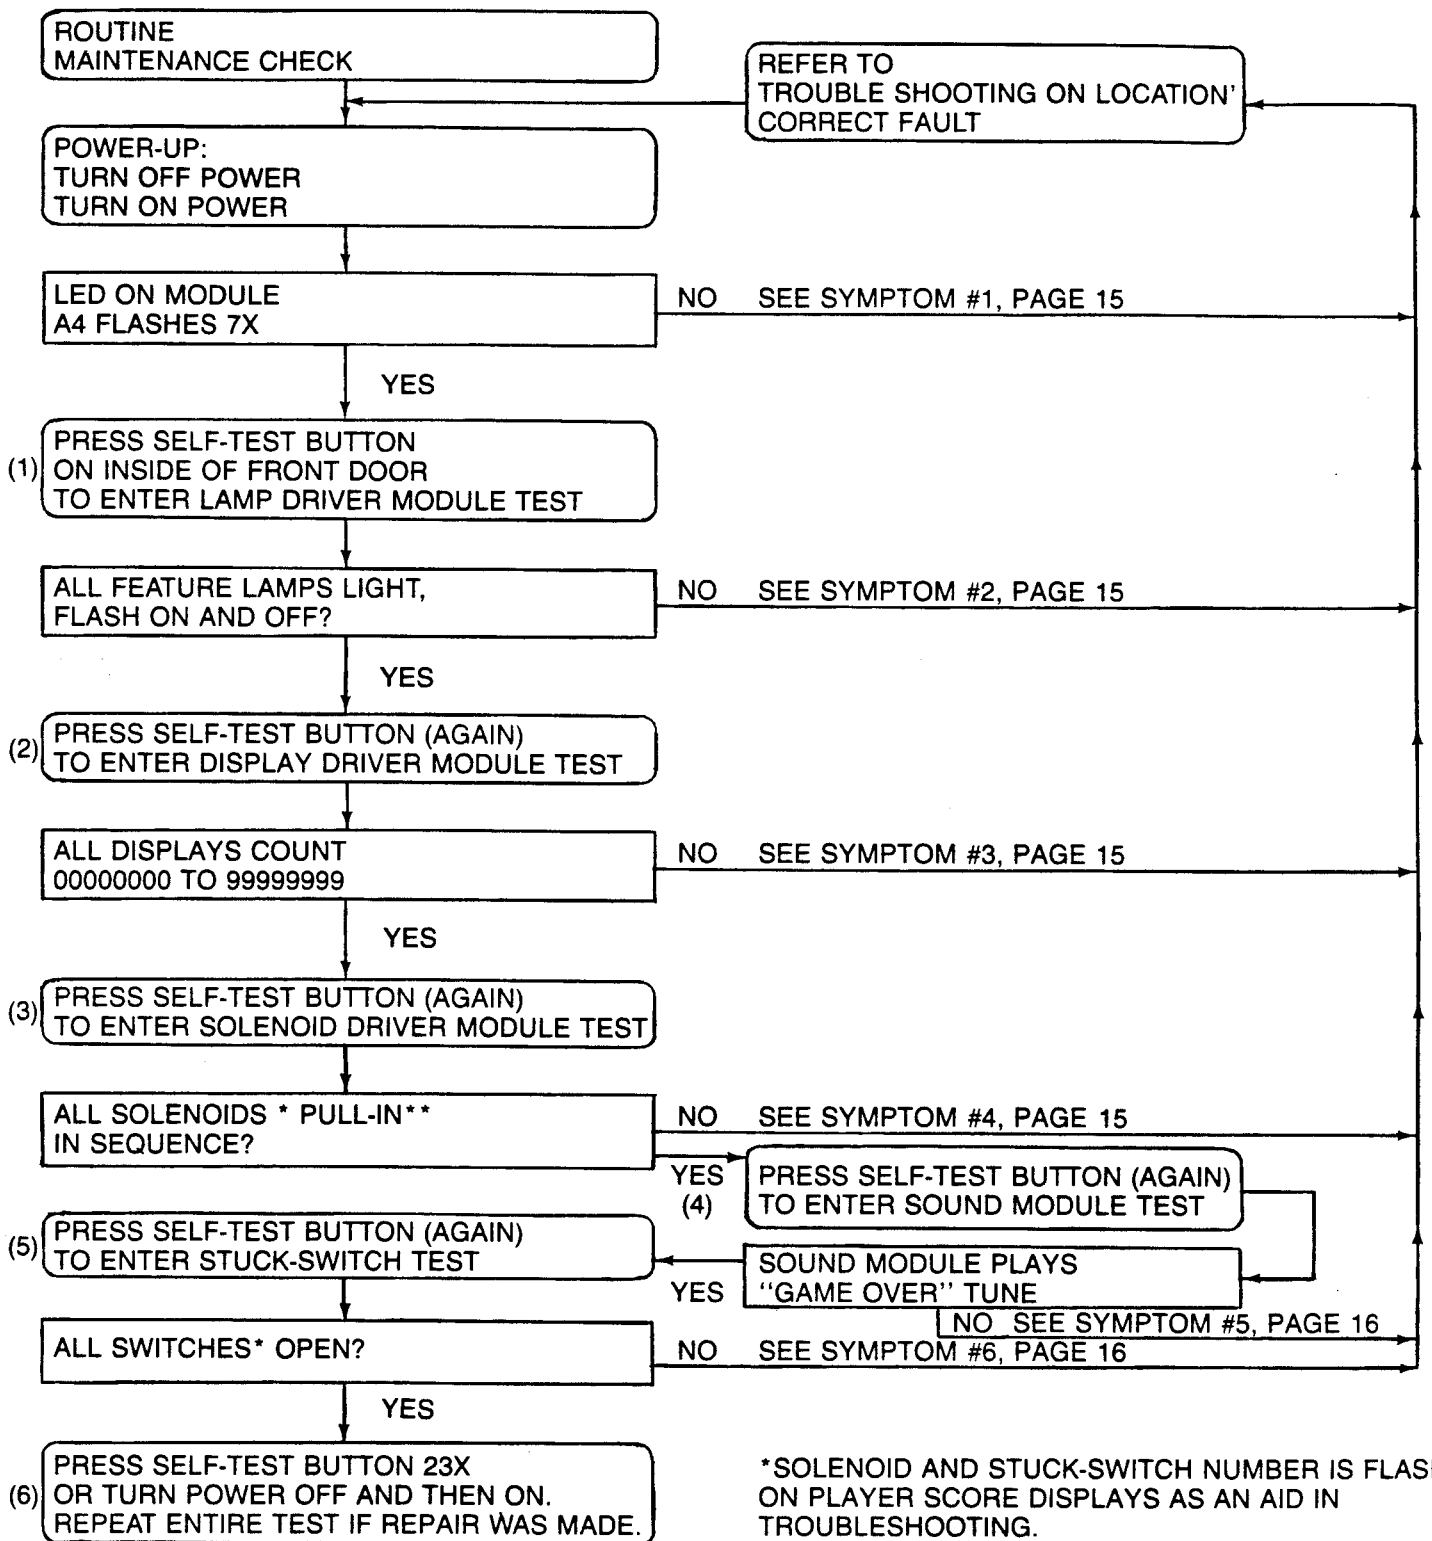 ROUTINE
MAINTENANCE CHECK
REFER TO
TROUBLE SHOOTING ON LOCATION'
CORRECT FAULT
POWER-UP:
TURN OFF POWER
TURN ON POWER
LED ON MODULE
A4 FLASHES 7X
NO SEE SYMPTOM #1, PAGE 15
YES
(1)
PRESS SELF-TEST BUTTON
ON INSIDE OF FRONT DOOR
TO ENTER LAMP DRIVER MODULE TEST
ALL FEATURE LAMPS LIGHT,
FLASH ON AND OFF?
NO SEE SYMPTOM #2, PAGE 15
YES
(2)
PRESS SELF-TEST BUTTON (AGAIN)
TO ENTER DISPLAY DRIVER MODULE TEST
ALL DISPLAYS COUNT
00000000 TO 99999999
NO SEE SYMPTOM #3, PAGE 15
YES
(3)
PRESS SELF-TEST BUTTON (AGAIN)
TO ENTER SOLENOID DRIVER MODULE TEST
ALL SOLENOIDS * PULL-IN**
IN SEQUENCE?
NO SEE SYMPTOM #4, PAGE 15
YES
(4)
PRESS SELF-TEST BUTTON (AGAIN)
TO ENTER SOUND MODULE TEST
SOUND MODULE PLAYS
"GAME OVER" TUNE
YES
NO SEE SYMPTOM #5, PAGE 16
(5)
PRESS SELF-TEST BUTTON (AGAIN)
TO ENTER STUCK-SWITCH TEST
ALL SWITCHES* OPEN?
NO SEE SYMPTOM #6, PAGE 16
YES
(6)
PRESS SELF-TEST BUTTON 23X
OR TURN POWER OFF AND THEN ON.
REPEAT ENTIRE TEST IF REPAIR WAS MADE.
*SOLENOID AND STUCK-SWITCH NUMBER IS
ON PLAYER SCORE DISPLAYS AS AN AID IN
TROUBLESHOOTING.